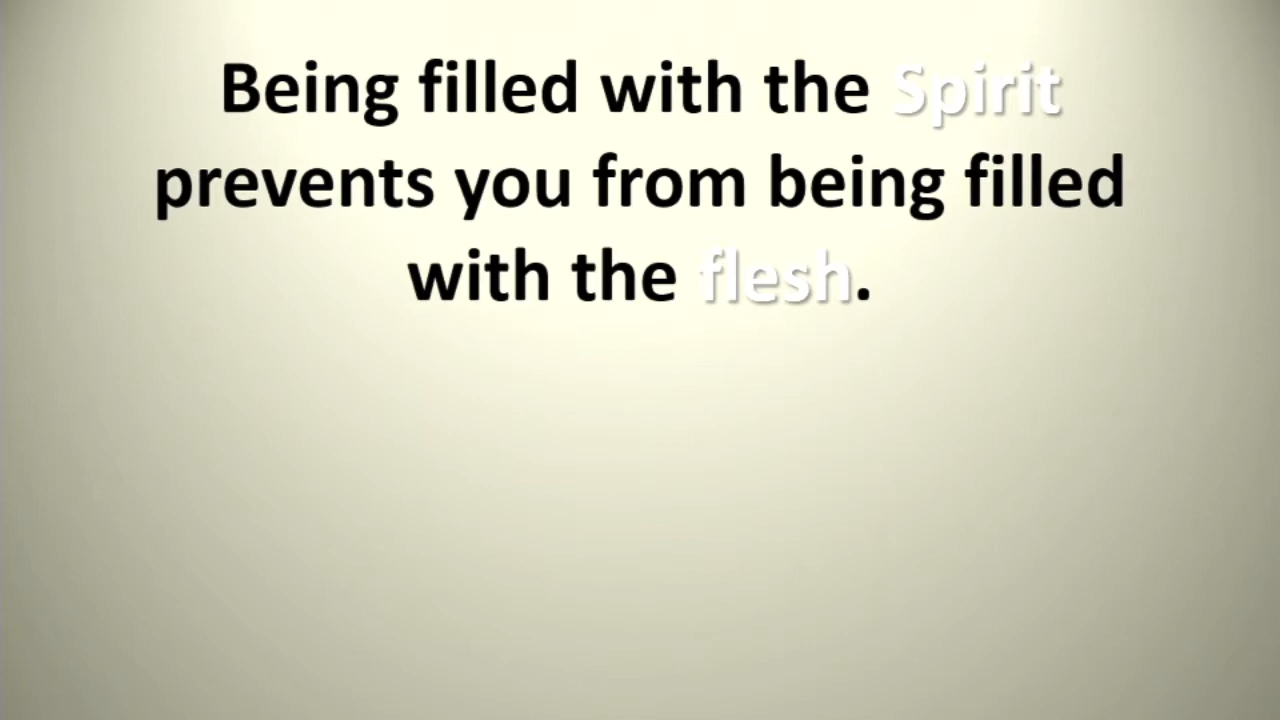 Being filled with the Spirit
prevents you from being filled
with the flesh.